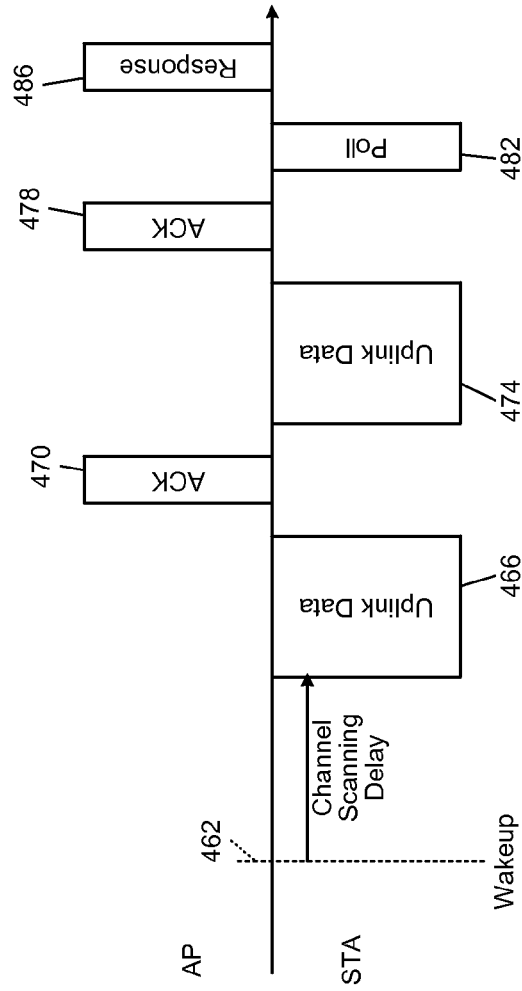 AP
STA
462
Wakeup
Channel
Scanning
Delay
Uplink Data
466
ACK
470
Uplink Data
474
ACK
478
Poll
482
Response
486